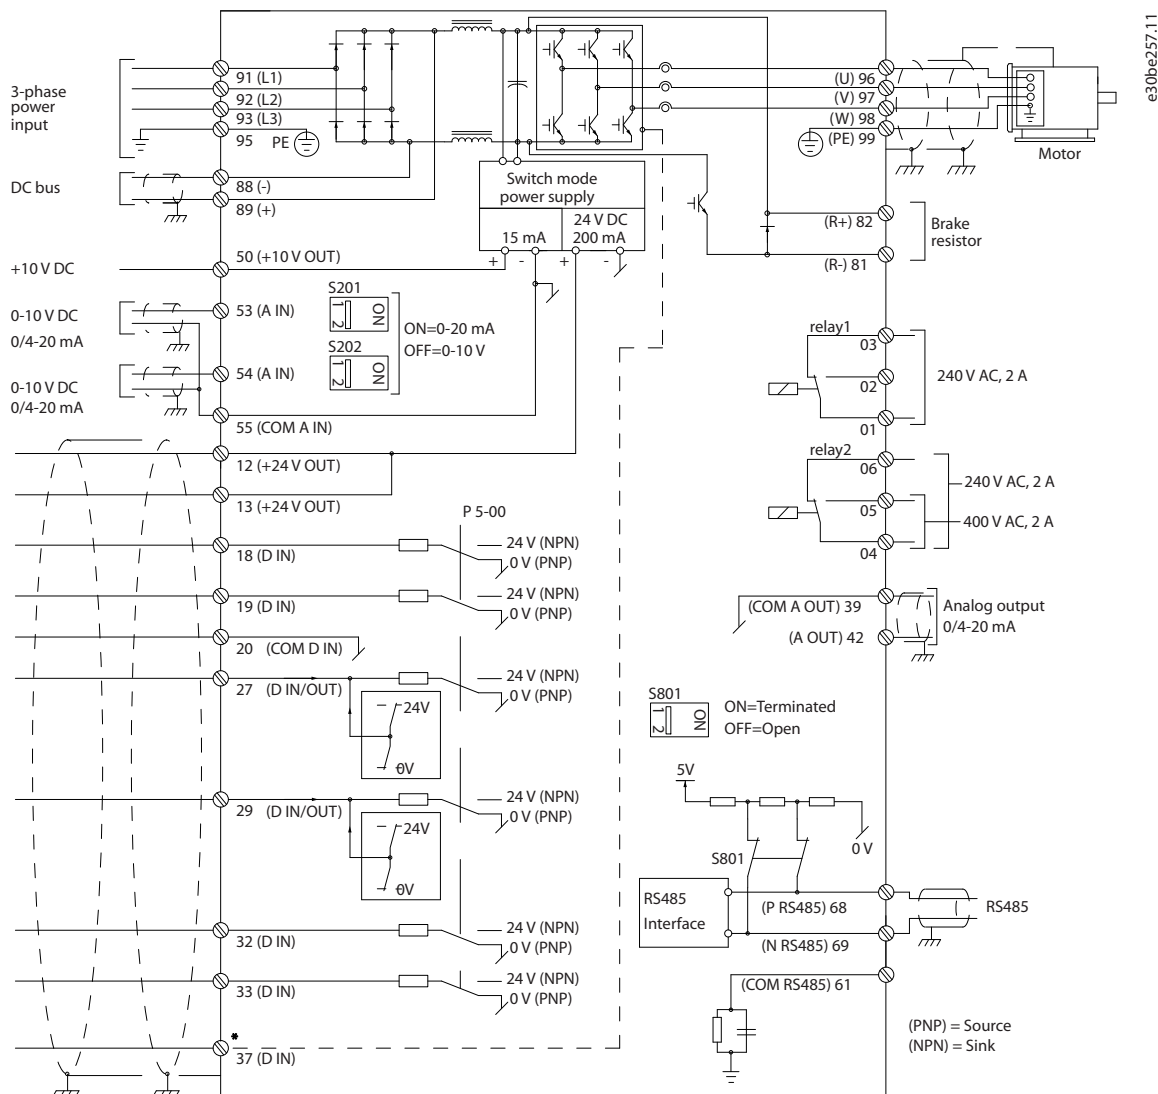 e30be257.11
3-phase
power
input
91 (L1)
92 (L2)
93 (L3)
95
PE
DC bus
88 (-)
89 (+)
+10 V DC
50 (+10 V OUT)
0-10 V DC
0/4-20 mA
53 (A IN)
0-10 V DC
0/4-20 mA
54 (A IN)
55 (COM A IN)
12 (+24 V OUT)
13 (+24 V OUT)
18 (D IN)
19 (D IN)
20 (COM D IN)
27 (D IN/OUT)
29 (D IN/OUT)
32 (D IN)
33 (D IN)
*
37 (D IN)
S201
1 2
ON
S202
1 2
ON
ON=0-20 mA
OFF=0-10 V
Switch mode
power supply
15 mA
24 V DC
200 mA
+ - + -
P 5-00
24 V (NPN)
0 V (PNP)
24 V (NPN)
0 V (PNP)
24 V (NPN)
0 V (PNP)
24V
0V
24 V (NPN)
0 V (PNP)
24V
0V
24 V (NPN)
0 V (PNP)
24 V (NPN)
0 V (PNP)
(U) 96
(V) 97
(W) 98
(PE) 99
Motor
(R+) 82
(R-) 81
Brake
resistor
relay1
03
02
01
240 V AC, 2 A
relay2
06
05
04
240 V AC, 2 A
400 V AC, 2 A
(COM A OUT) 39
(A OUT) 42
Analog output
0/4-20 mA
S801
1 2
ON
ON=Terminated
OFF=Open
5V
0 V
S801
RS485
Interface
(P RS485) 68
(N RS485) 69
RS485
(COM RS485) 61
(PNP) = Source
(NPN) = Sink